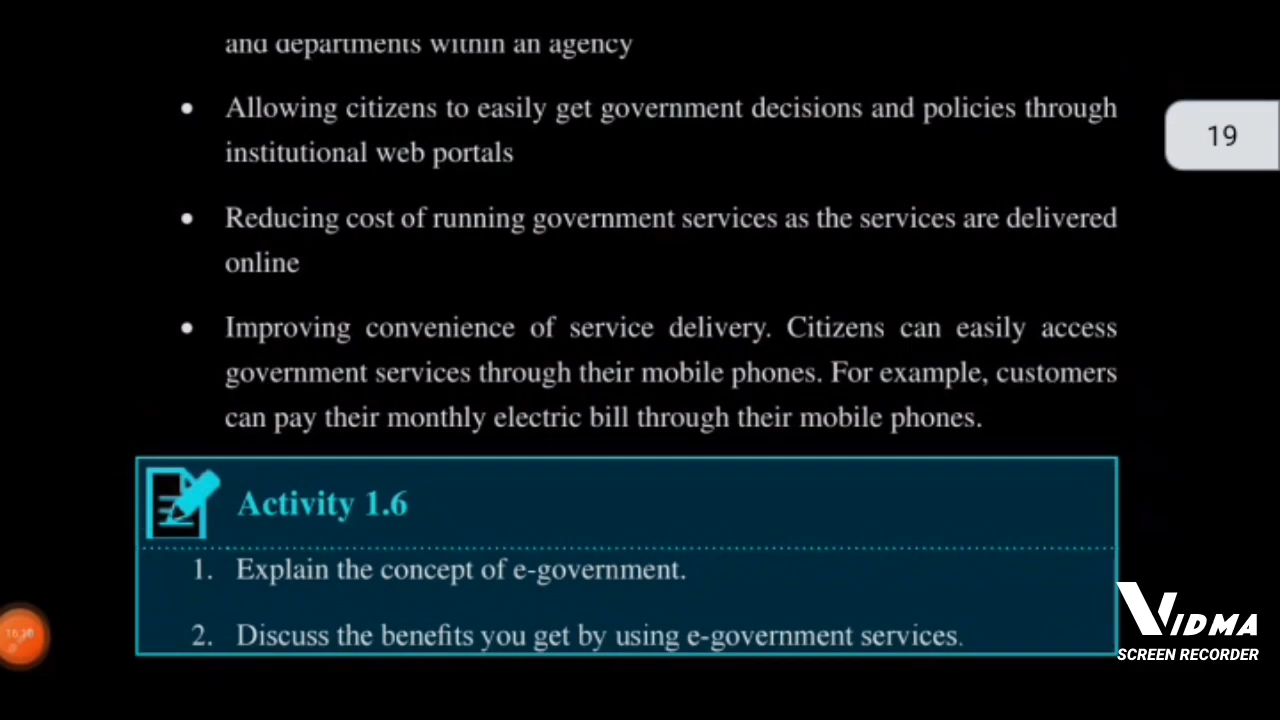 and departments within an agency
• Allowing citizens to easily get government decisions and policies through
institutional web portals
19
• Reducing cost of running government services as the services are delivered
online
• Improving convenience of service delivery. Citizens can easily access
government services through their mobile phones. For example, customers
can pay their monthly electric bill through their mobile phones.
Activity 1.6
1. Explain the concept of e-government.
2. Discuss the benefits you get by using e-government services.
VIDMA
SCREEN RECORDER